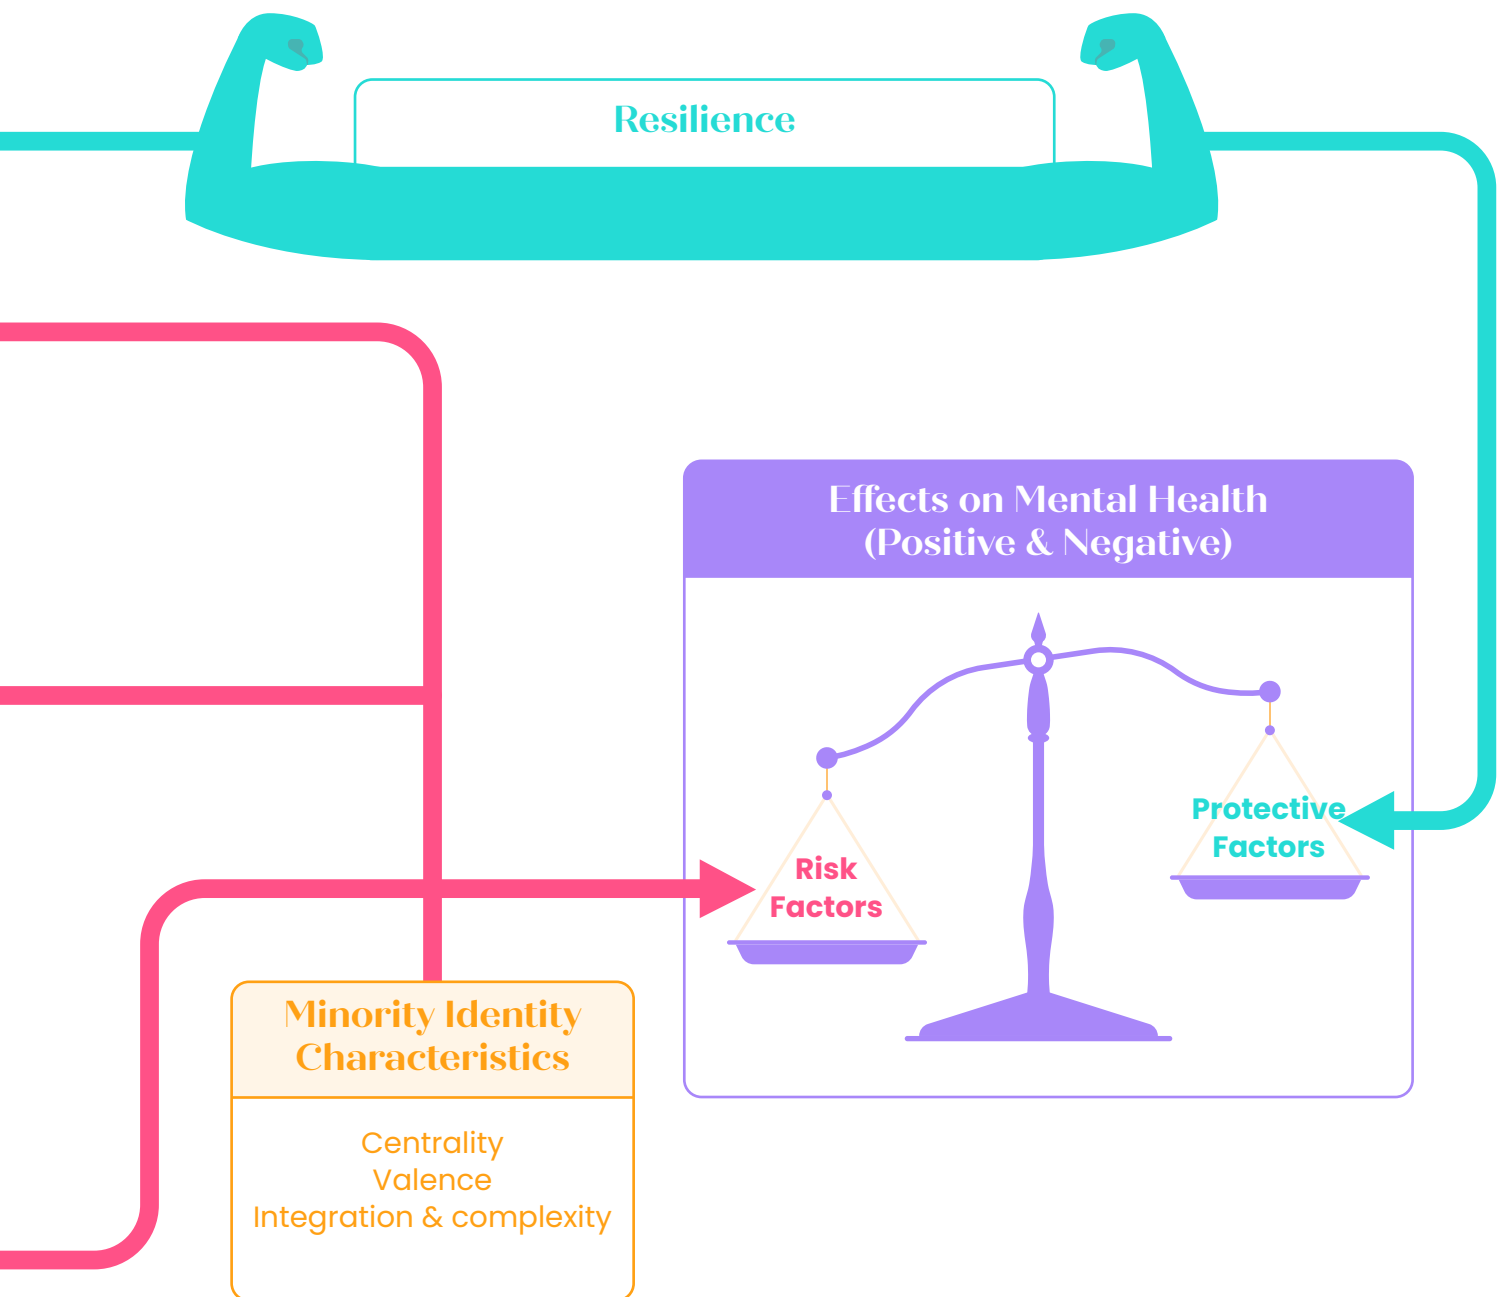 Resilience
Effects on Mental Health
(Positive & Negative)
Protective
Factors
Risk
Factors
Minority Identity
Characteristics
Centrality
Valence
Integration & complexity